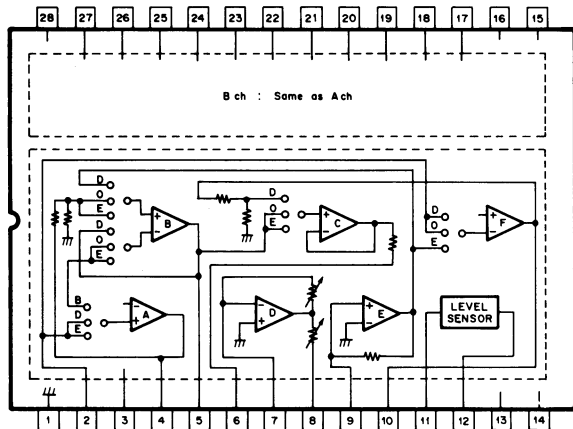 28 27 26 25 24 23 22 21 20 19 18 17 16 15
B ch : Same as A ch
D
O
E
D
O
E
+
−
B
D
O
E
+
−
C
D
O
E
+
−
F
B
D
E
−
+
A
−
+
D
−
+
E
LEVEL
SENSOR
1 2 3 4 5 6 7 8 9 10 11 12 13 14